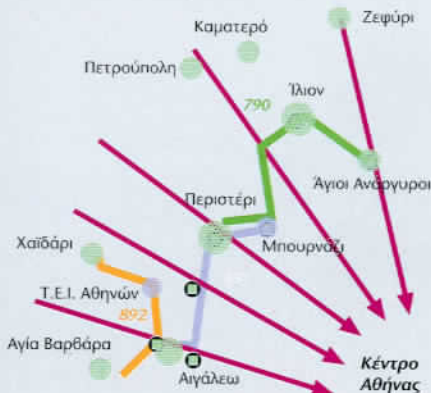 Καματερό
Ζεφύρι
Πετρούπολη
Ίλιον
790
Άγιοι Ανάργυροι
Περιστέρι
Μπουρνάζι
Χαϊδάρι
Τ.Ε.Ι. Αθηνών
892
Αγία Βαρβάρα
Αιγάλεω
Κέντρο
Αθήνας